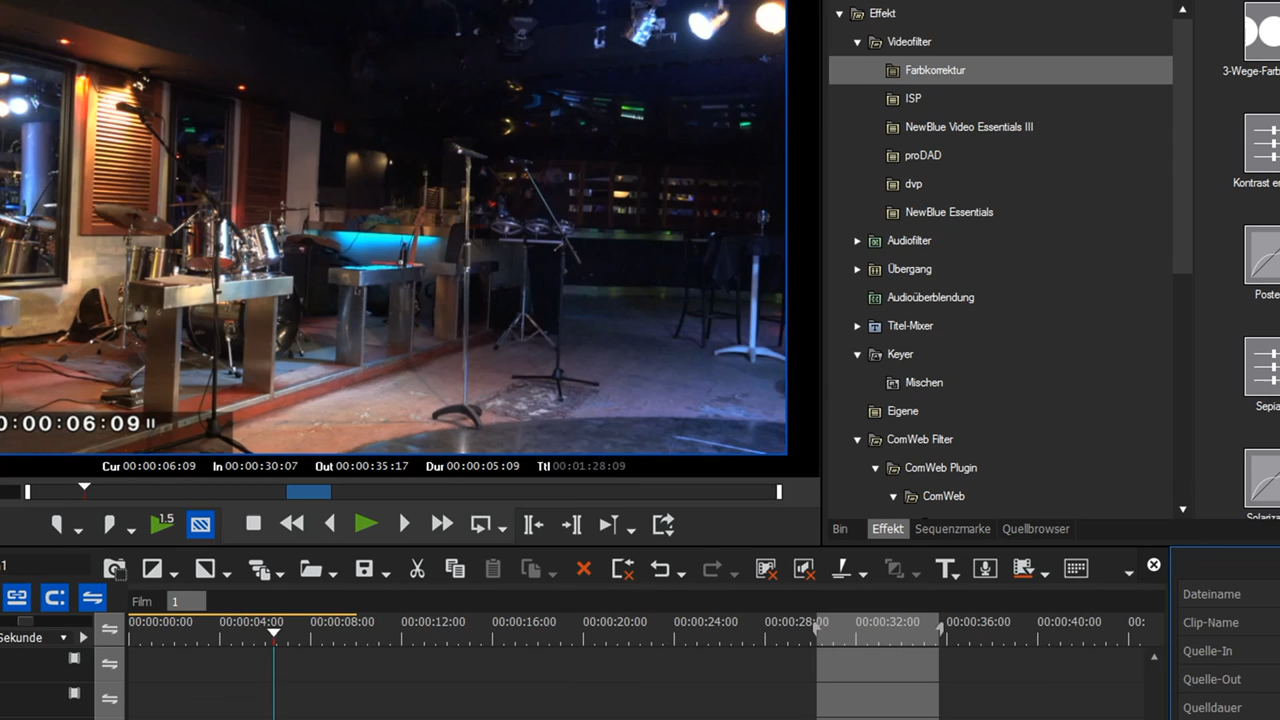 Effekt
Videofilter
Farbkorrektur
ISP
NewBlue Video Essentials III
proDAD
dvp
NewBlue Essentials
Audiofilter
Übergang
Audioüberblendung
Titel-Mixer
Keyer
Mischen
Eigene
ComWeb Filter
ComWeb Plugin
ComWeb
3-Wege-Farb
Kontrast er
Poste
Sepia
Solariza
0:00:06:09
Cur 00:00:06:09 In 00:00:30:07 Out 00:00:35:17 Dur 00:00:05:09 Ttl 00:01:28:09
1.5
Bin Effekt Sequenzmarke Quellbrowser
1
Film 1
Sekunde
00:00:00:00 00:00:04:00 00:00:08:00 00:00:12:00 00:00:16:00 00:00:20:00 00:00:24:00 00:00:28:00 00:00:32:00 00:00:36:00 00:00:40:00 00:
Dateiname
Clip-Name
Quelle-In
Quelle-Out
Quelldauer